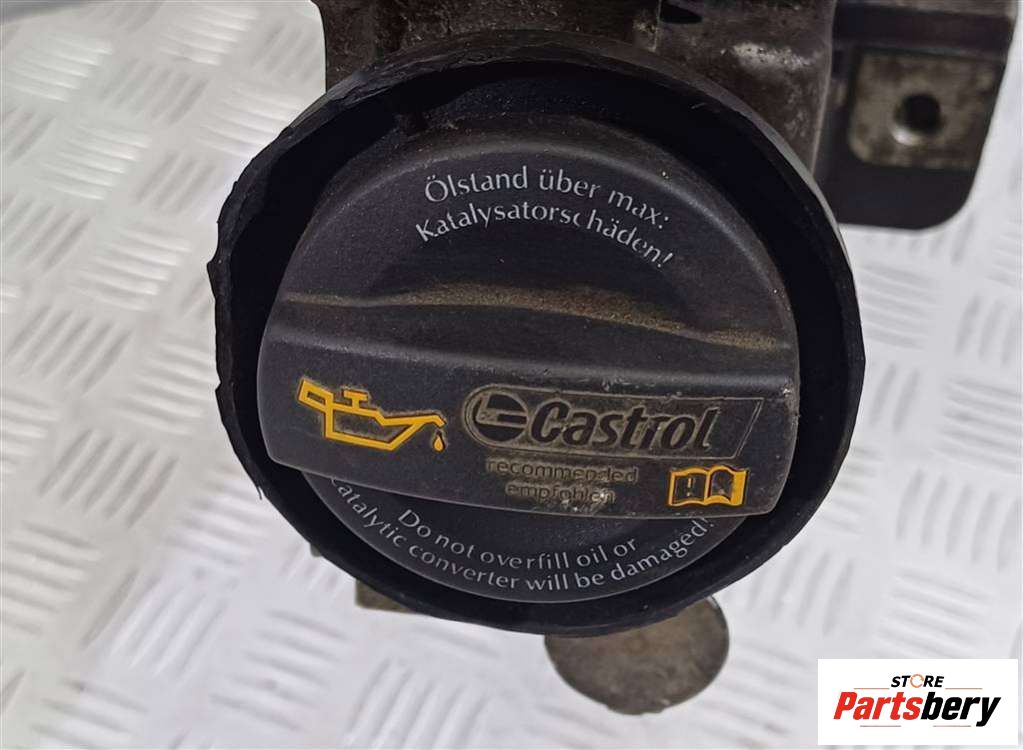 Ölstand über max:
Katalysatorschäden!
Castrol
recommended
empfohlen
Do not overfill oil or
catalytic converter will be damaged!
STORE
Partsbery